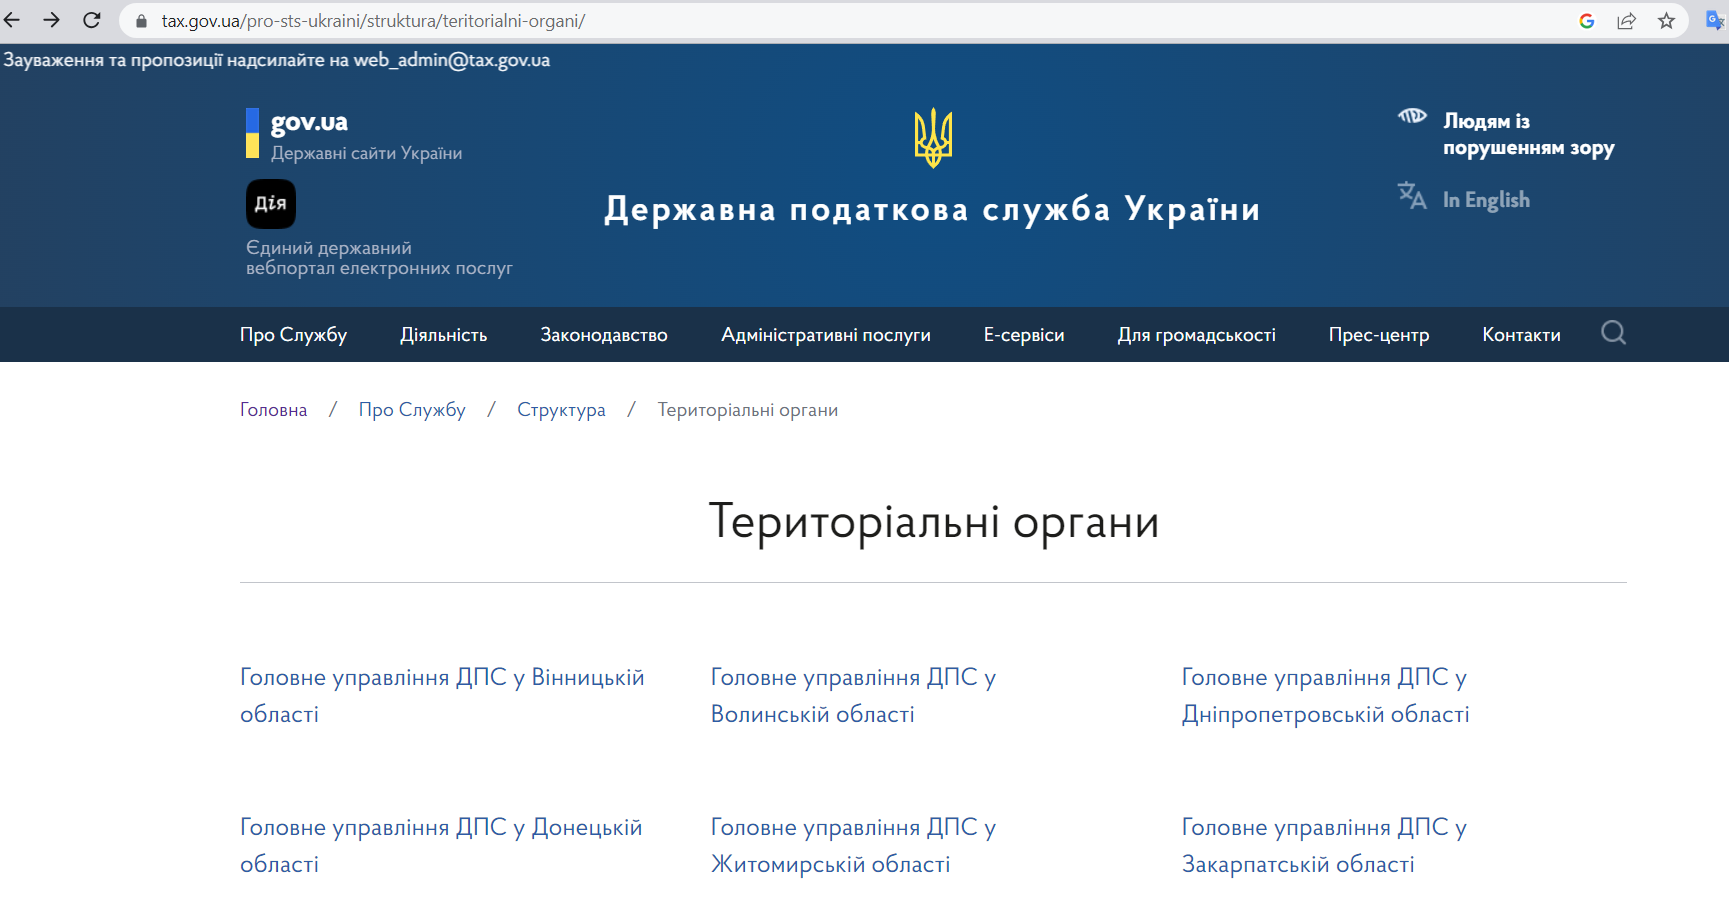 tax.gov.ua/pro-sts-ukraini/struktura/teritorialni-organi/
Зауваження та пропозиції надсилайте на web_admin@tax.gov.ua
gov.ua
Державні сайти України
Дія
Єдиний державний
вебпортал електронних послуг
Державна податкова служба України
Людям із
порушенням зору
In English
Про Службу Діяльність Законодавство Адміністративні послуги Е-сервіси Для громадськості Прес-центр Контакти
Головна / Про Службу / Структура / Територіальні органи
Територіальні органи
Головне управління ДПС у Вінницькій
області
Головне управління ДПС у
Волинській області
Головне управління ДПС у
Дніпропетровській області
Головне управління ДПС у Донецькій
області
Головне управління ДПС у
Житомирській області
Головне управління ДПС у
Закарпатській області